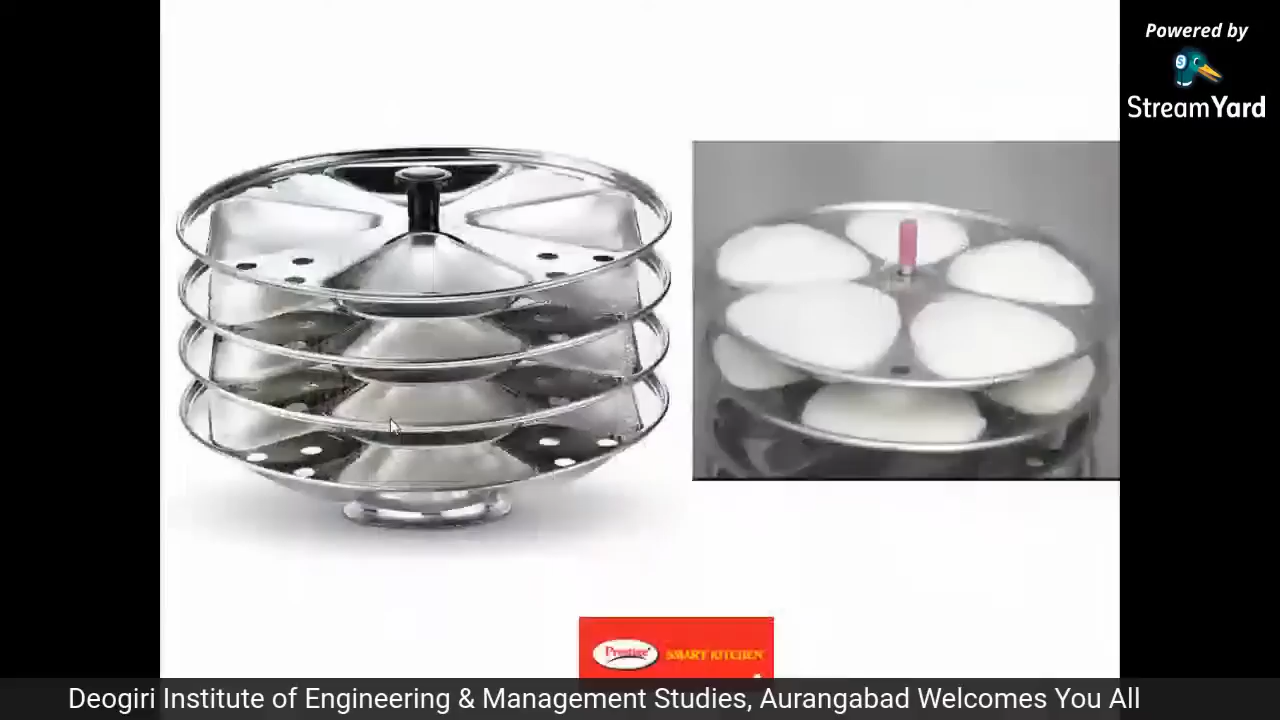 Powered by
StreamYard
Prestige
SMART KITCHEN
Deogiri Institute of Engineering & Management Studies, Aurangabad Welcomes You All